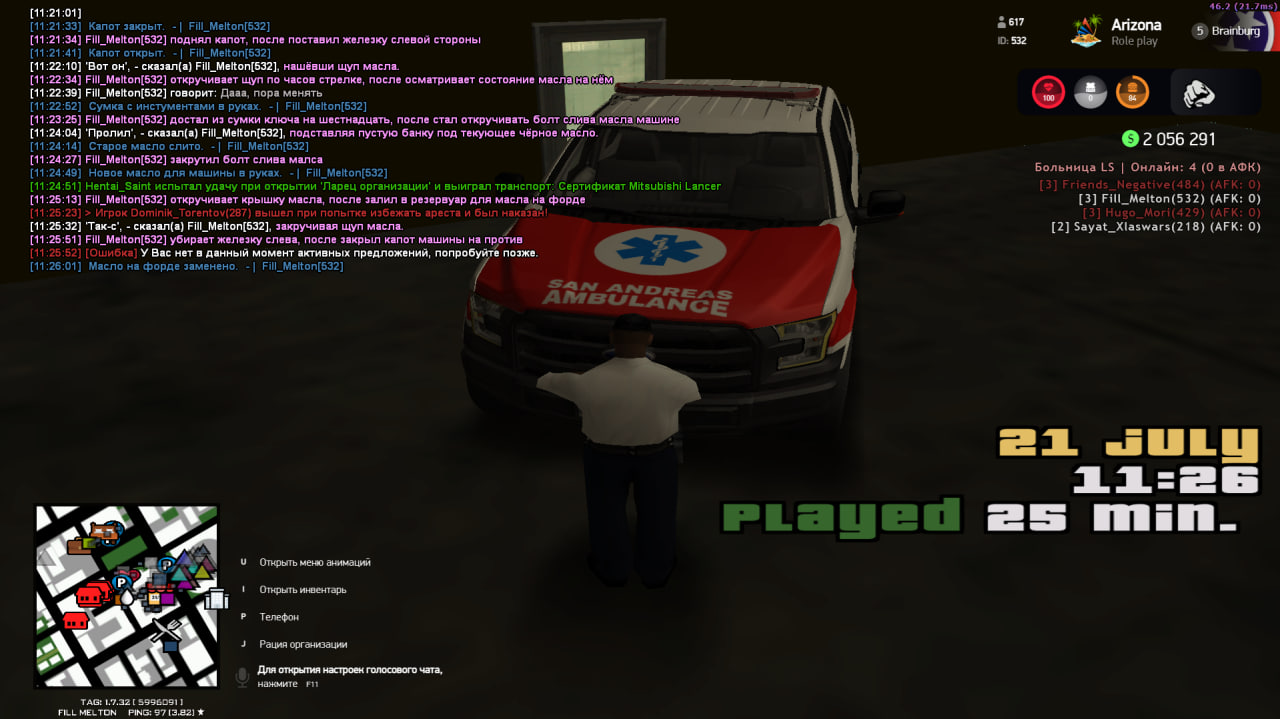 46.2 (21.7ms)
617
ID: 532
Arizona
Role play
5 Brainburg
100
0
84
$ 2 056 291
Больница LS | Онлайн: 4 (0 в АФК)
[3] Friends_Negative(484) (AFK: 0)
[3] Fill_Melton(532) (AFK: 0)
[3] Hugo_Mori(429) (AFK: 0)
[2] Sayat_Xlaswars(218) (AFK: 0)
[11:21:01]
[11:21:33] Капот закрыт. - | Fill_Melton[532]
[11:21:34] Fill_Melton[532] поднял капот, после поставил железку слевой стороны
[11:21:41] Капот открыт. - | Fill_Melton[532]
[11:22:10] 'Вот он', - сказал(а) Fill_Melton[532], нашёвши щуп масла.
[11:22:34] Fill_Melton[532] откручивает щуп по часов стрелке, после осматривает состояние масла на нём
[11:22:39] Fill_Melton[532] говорит: Дааа, пора менять
[11:22:52] Сумка с инстументами в руках. - | Fill_Melton[532]
[11:23:25] Fill_Melton[532] достал из сумки ключа на шестнадцать, после стал откручивать болт слива масла машине
[11:24:04] 'Пролил', - сказал(а) Fill_Melton[532], подставляя пустую банку под текующее чёрное масло.
[11:24:14] Старое масло слито. - | Fill_Melton[532]
[11:24:27] Fill_Melton[532] закрутил болт слива малса
[11:24:49] Новое масло для машины в руках. - | Fill_Melton[532]
[11:24:51] Hentai_Saint испытал удачу при открытии 'Ларец организации' и выиграл транспорт: Сертификат Mitsubishi Lancer
[11:25:13] Fill_Melton[532] откручивает крышку масла, после залил в резервуар для масла на форде
[11:25:23] > Игрок Dominik_Torentov(287) вышел при попытке избежать ареста и был наказан!
[11:25:32] 'Так-с', - сказал(а) Fill_Melton[532], закручивая щуп масла.
[11:25:51] Fill_Melton[532] убирает железку слева, после закрыл капот машины на против
[11:25:52] [Ошибка] У Вас нет в данный момент активных предложений, попробуйте позже.
[11:26:01] Масло на форде заменено. - | Fill_Melton[532]
SAN ANDREAS
AMBULANCE
21 JULY
11:26
PLAYED 25 MIN.
U Открыть меню анимаций
I Открыть инвентарь
P Телефон
J Рация организации
Для открытия настроек голосового чата,
нажмите F11
TAG: 1.7.32 [ 5996091 ]
FILL MELTON PING: 97 (3.82) ★